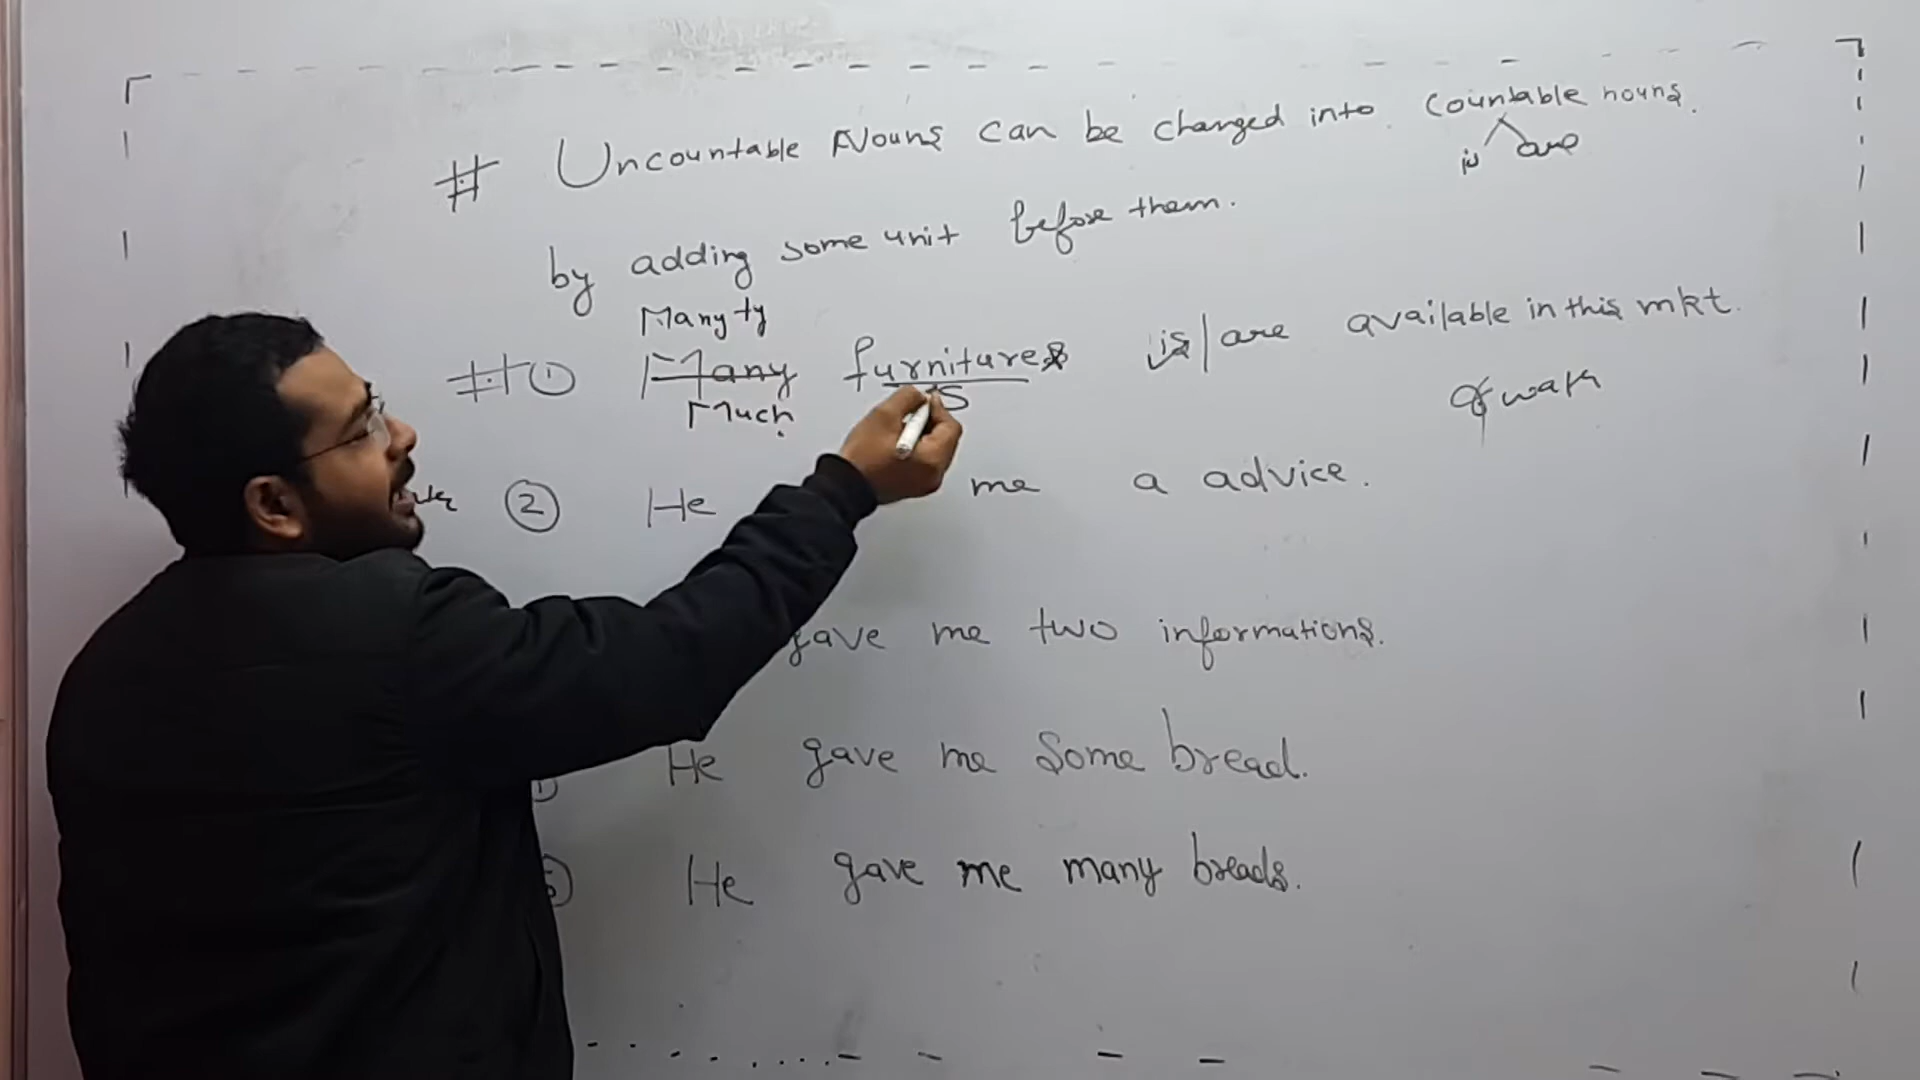 # Uncountable Nouns can be changed into countable nouns.
is are
by adding some unit before them.
Many ty
# ① Many furnitures is/are available in this mkt.
Much S
② He me a advice.
gave me two informations.
He gave me some bread.
⑤ He gave me many breads.